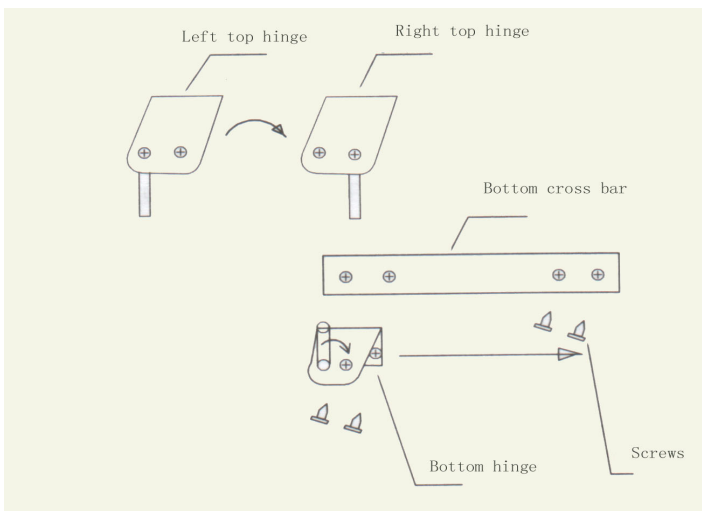 Left top hinge
Right top hinge
Bottom cross bar
Screws
Bottom hinge